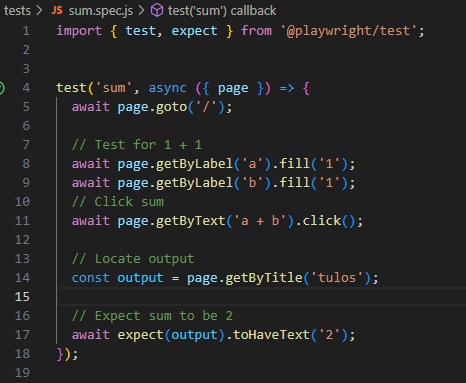 tests > JS sum.spec.js > test('sum') callback
1 import { test, expect } from '@playwright/test';
2
3
4 test('sum', async ({ page }) => {
5 await page.goto('/');
6
7 // Test for 1 + 1
8 await page.getByLabel('a').fill('1');
9 await page.getByLabel('b').fill('1');
10 // Click sum
11 await page.getByText('a + b').click();
12
13 // Locate output
14 const output = page.getByTitle('tulos');
15
16 // Expect sum to be 2
17 await expect(output).toHaveText('2');
18 });
19